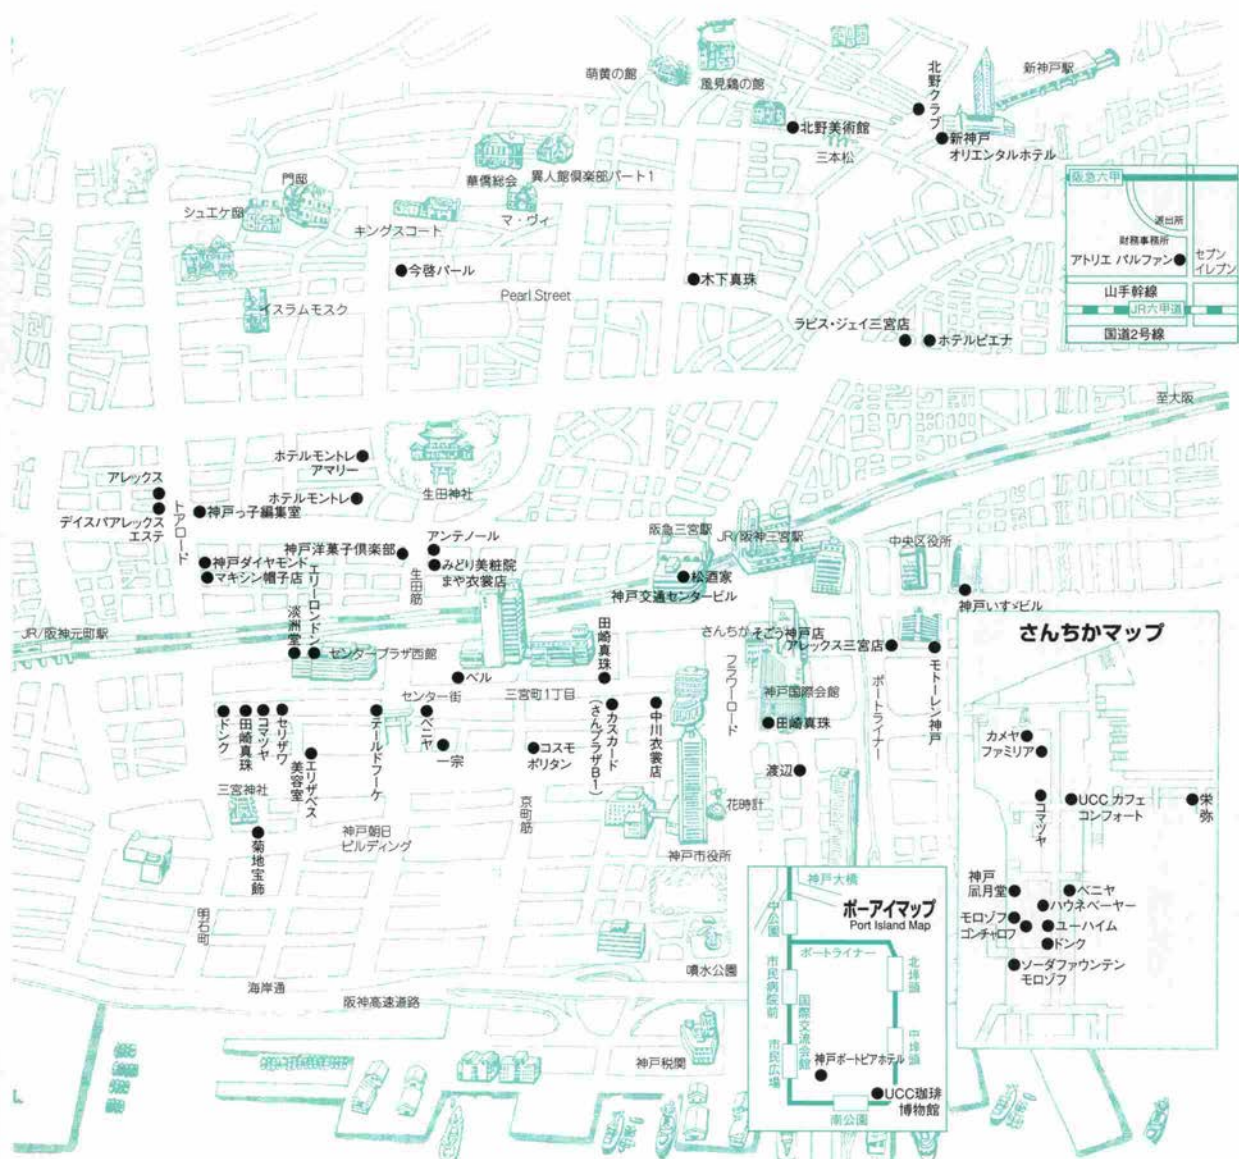 萌黄の館
風見鶏の館
北野クラブ
新神戸駅
北野美術館
三本松
新神戸
オリエンタルホテル
華僑総会
異人館倶楽部パート1
門邸
シュエケ邸
キングスコート
マ・ヴィ
今啓パール
木下真珠
Pearl Street
イスラムモスク
ラピス・ジェイ三宮店
ホテルピエナ
阪急六甲
派出所
財務事務所
アトリエ パルファン
セブン
イレブン
山手幹線
JR六甲道
国道2号線
至大阪
ホテルモントレ
アマリー
アレックス
ホテルモントレ
生田神社
デイスパアレックス
エステ
トアロード
神戸っ子編集室
阪急三宮駅
JR/阪神三宮駅
中央区役所
神戸洋菓子倶楽部
アンテノール
みどり美粧院
まや衣裳店
生田筋
神戸ダイヤモンド
マキシン帽子店
松酒家
神戸交通センタービル
神戸いすゞビル
JR/阪神元町駅
淡洲堂
エリーロンドン
センタープラザ西館
田崎真珠
さんちか
そごう神戸店
アレックス三宮店
フラワーロード
ポートライナー
モトーレン神戸
ベル
センター街
三宮町1丁目
神戸国際会館
田崎真珠
ドンク
田崎真珠
コマツヤ
セリザワ
エリザベス
美容室
テールドフーケ
ベニヤ
一宗
コスモ
ポリタン
カスカード
(さんプラザB1)
中川衣裳店
渡辺
三宮神社
菊地宝飾
神戸朝日
ビルディング
京町筋
花時計
神戸市役所
明石町
海岸通
阪神高速道路
噴水公園
神戸税関
さんちかマップ
カメヤ
ファミリア
コマツヤ
UCC カフェ
コンフォート
栄弥
神戸
凮月堂
ベニヤ
ハウネベーヤー
モロゾフ
ゴンチャロフ
ユーハイム
ドンク
ソーダファウンテン
モロゾフ
神戸大橋
ポーアイマップ
Port Island Map
中公園
ポートライナー
市民病院前
北埠頭
国際交流会館
中埠頭
市民広場
神戸ポートピアホテル
UCC珈琲
博物館
南公園